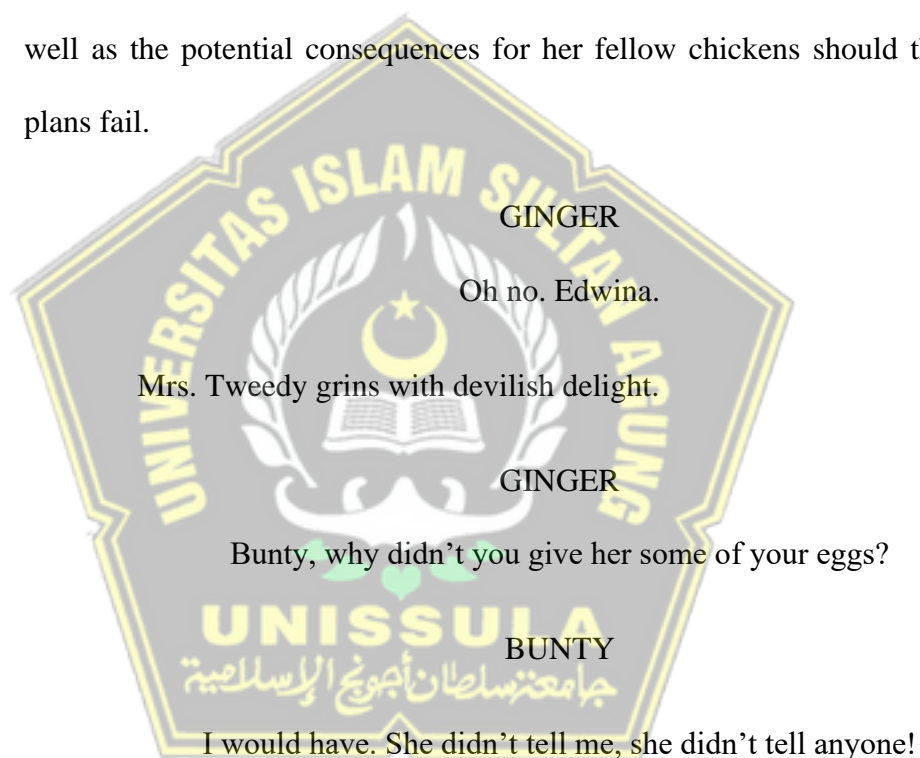 well as the potential consequences for her fellow chickens should th
plans fail.
UNIVERSITAS ISLAM SULTAN AGUNG
GINGER
Oh no. Edwina.
Mrs. Tweedy grins with devilish delight.
GINGER
Bunty, why didn’t you give her some of your eggs?
UNISSULA
BUNTY
جامعتسلطان أجونج الإسلامية
I would have. She didn’t tell me, she didn’t tell anyone!